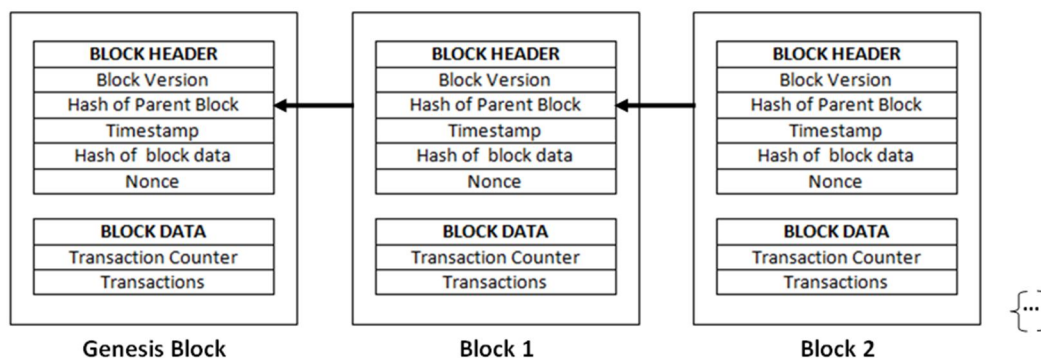 BLOCK HEADER
Block Version
Hash of Parent Block
Timestamp
Hash of block data
Nonce
BLOCK DATA
Transaction Counter
Transactions
Genesis Block
BLOCK HEADER
Block Version
Hash of Parent Block
Timestamp
Hash of block data
Nonce
BLOCK DATA
Transaction Counter
Transactions
Block 1
BLOCK HEADER
Block Version
Hash of Parent Block
Timestamp
Hash of block data
Nonce
BLOCK DATA
Transaction Counter
Transactions
Block 2
{...}